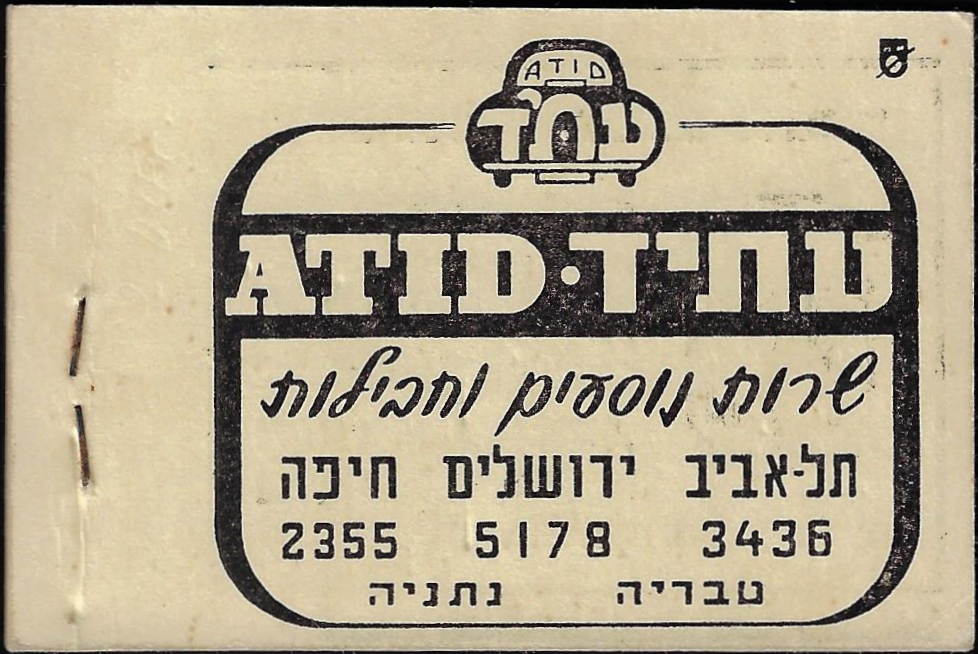 ATID
עתיד
עתיד · ATID
שרות נוסעים וחבילות
תל-אביב ירושלים חיפה
3436 5178 2355
טבריה נתניה